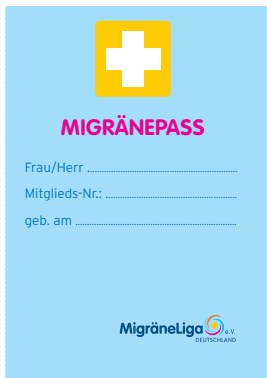 MIGRÄNEPASS
Frau/Herr ........................................................
Mitglieds-Nr.: ................................................
geb. am ...........................................................
MigräneLiga e.V.
DEUTSCHLAND